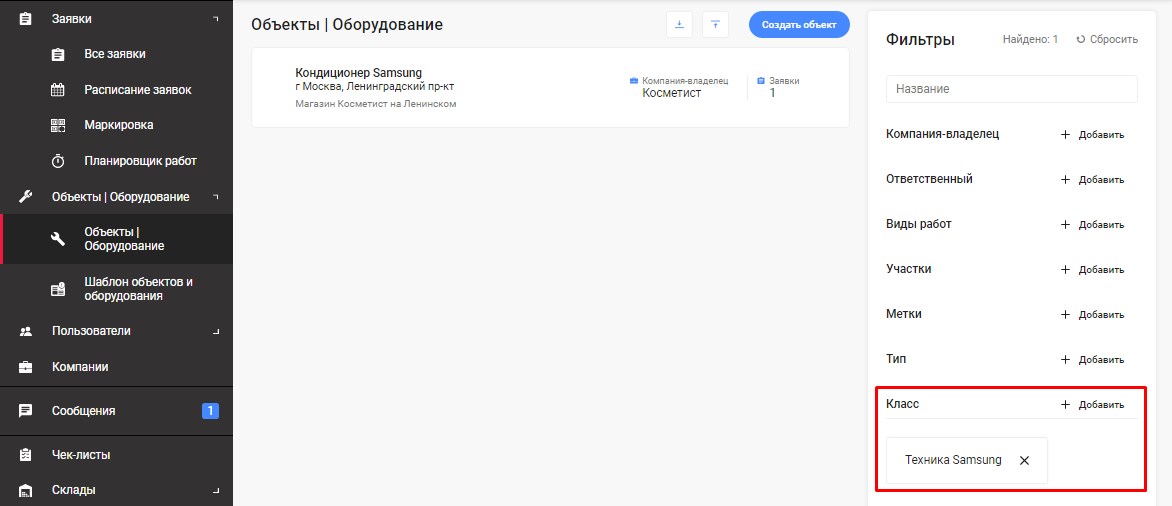 Заявки
Все заявки
Расписание заявок
Маркировка
Планировщик работ
Объекты | Оборудование
Объекты |
Оборудование
Шаблон объектов и
оборудования
Пользователи
Компании
Сообщения
1
Чек-листы
Склады
Объекты | Оборудование
Создать объект
Кондиционер Samsung
г Москва, Ленинградский пр-кт
Магазин Косметист на Ленинском
Компания-владелец
Косметист
Заявки
1
Фильтры
Найдено: 1
Сбросить
Название
Компания-владелец
+ Добавить
Ответственный
+ Добавить
Виды работ
+ Добавить
Участки
+ Добавить
Метки
+ Добавить
Тип
+ Добавить
Класс
+ Добавить
Техника Samsung